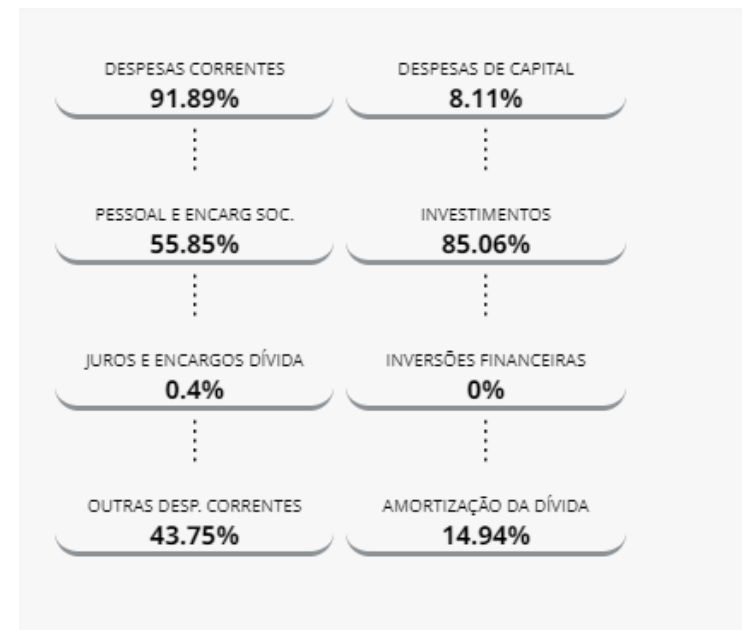 DESPESAS CORRENTES
91.89%
PESSOAL E ENCARG SOC.
55.85%
JUROS E ENCARGOS DÍVIDA
0.4%
OUTRAS DESP. CORRENTES
43.75%
DESPESAS DE CAPITAL
8.11%
INVESTIMENTOS
85.06%
INVERSÕES FINANCEIRAS
0%
AMORTIZAÇÃO DA DÍVIDA
14.94%